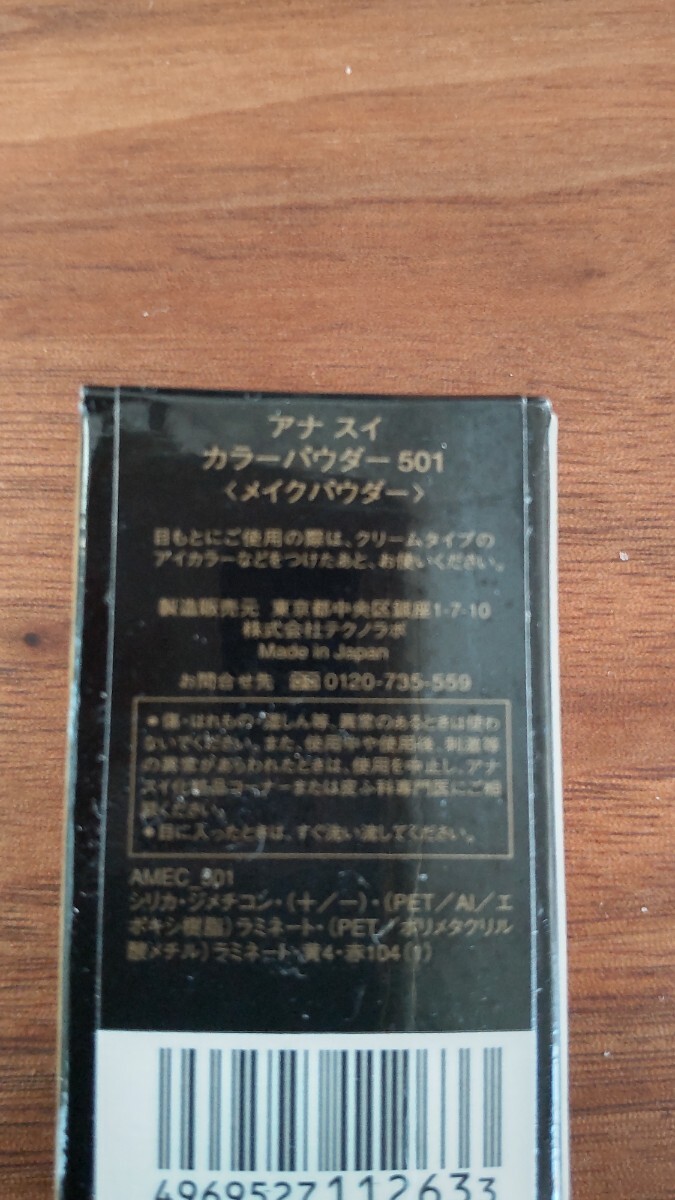 アナ スイ
カラーパウダー 501
〈メイクパウダー〉
目もとにご使用の際は、クリームタイプの
アイカラーなどをつけたあと、お使いください。
製造販売元 東京都中央区銀座1-7-10
株式会社テクノラボ
Made in Japan
お問合せ先 0120-735-559
●傷・はれもの・湿しん等、異常のあるときは使わ
ないでください。また、使用中や使用後、刺激等
の異常があらわれたときは、使用を中止し、アナ
スイ化粧品コーナーまたは皮ふ科専門医にご相
談ください。
●目に入ったときは、すぐ洗い流してください。
AMEC_501
シリカ・ジメチコン・(+/−)・(PET/Al/エ
ポキシ樹脂)ラミネート・(PET/ポリメタクリル
酸メチル)ラミネート・黄4・赤104(1)
4969527112633